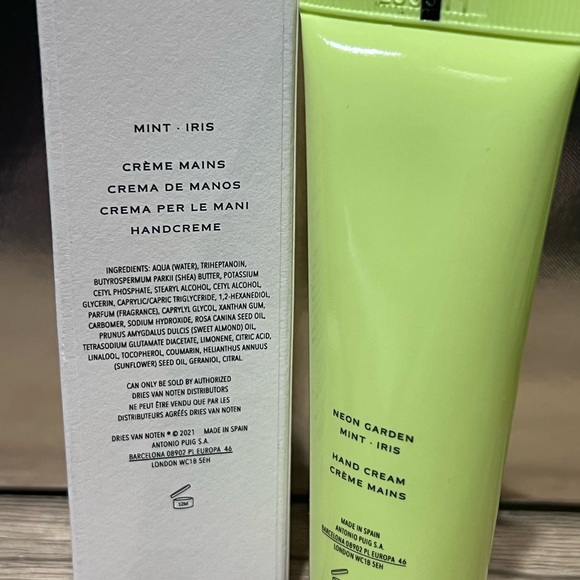 MINT · IRIS
CRÈME MAINS
CREMA DE MANOS
CREMA PER LE MANI
HANDCREME
INGREDIENTS: AQUA (WATER), TRIHEPTANOIN,
BUTYROSPERMUM PARKII (SHEA) BUTTER, POTASSIUM
CETYL PHOSPHATE, STEARYL ALCOHOL, CETYL ALCOHOL,
GLYCERIN, CAPRYLIC/CAPRIC TRIGLYCERIDE, 1,2-HEXANEDIOL,
PARFUM (FRAGRANCE), CAPRYLYL GLYCOL, XANTHAN GUM,
CARBOMER, SODIUM HYDROXIDE, ROSA CANINA SEED OIL,
PRUNUS AMYGDALUS DULCIS (SWEET ALMOND) OIL,
TETRASODIUM GLUTAMATE DIACETATE, LIMONENE, CITRIC ACID,
LINALOOL, TOCOPHEROL, COUMARIN, HELIANTHUS ANNUUS
(SUNFLOWER) SEED OIL, GERANIOL, CITRAL.
CAN ONLY BE SOLD BY AUTHORIZED
DRIES VAN NOTEN DISTRIBUTORS
NE PEUT ÊTRE VENDU QUE PAR LES
DISTRIBUTEURS AGRÉÉS DRIES VAN NOTEN
DRIES VAN NOTEN ® © 2021 MADE IN SPAIN
ANTONIO PUIG S.A.
BARCELONA 08902 PL EUROPA 46
LONDON WC1B 5EH
12M
NEON GARDEN
MINT · IRIS
HAND CREAM
CRÈME MAINS
MADE IN SPAIN
ANTONIO PUIG S.A.
BARCELONA 08902 PL EUROPA 46
LONDON WC1B 5EH